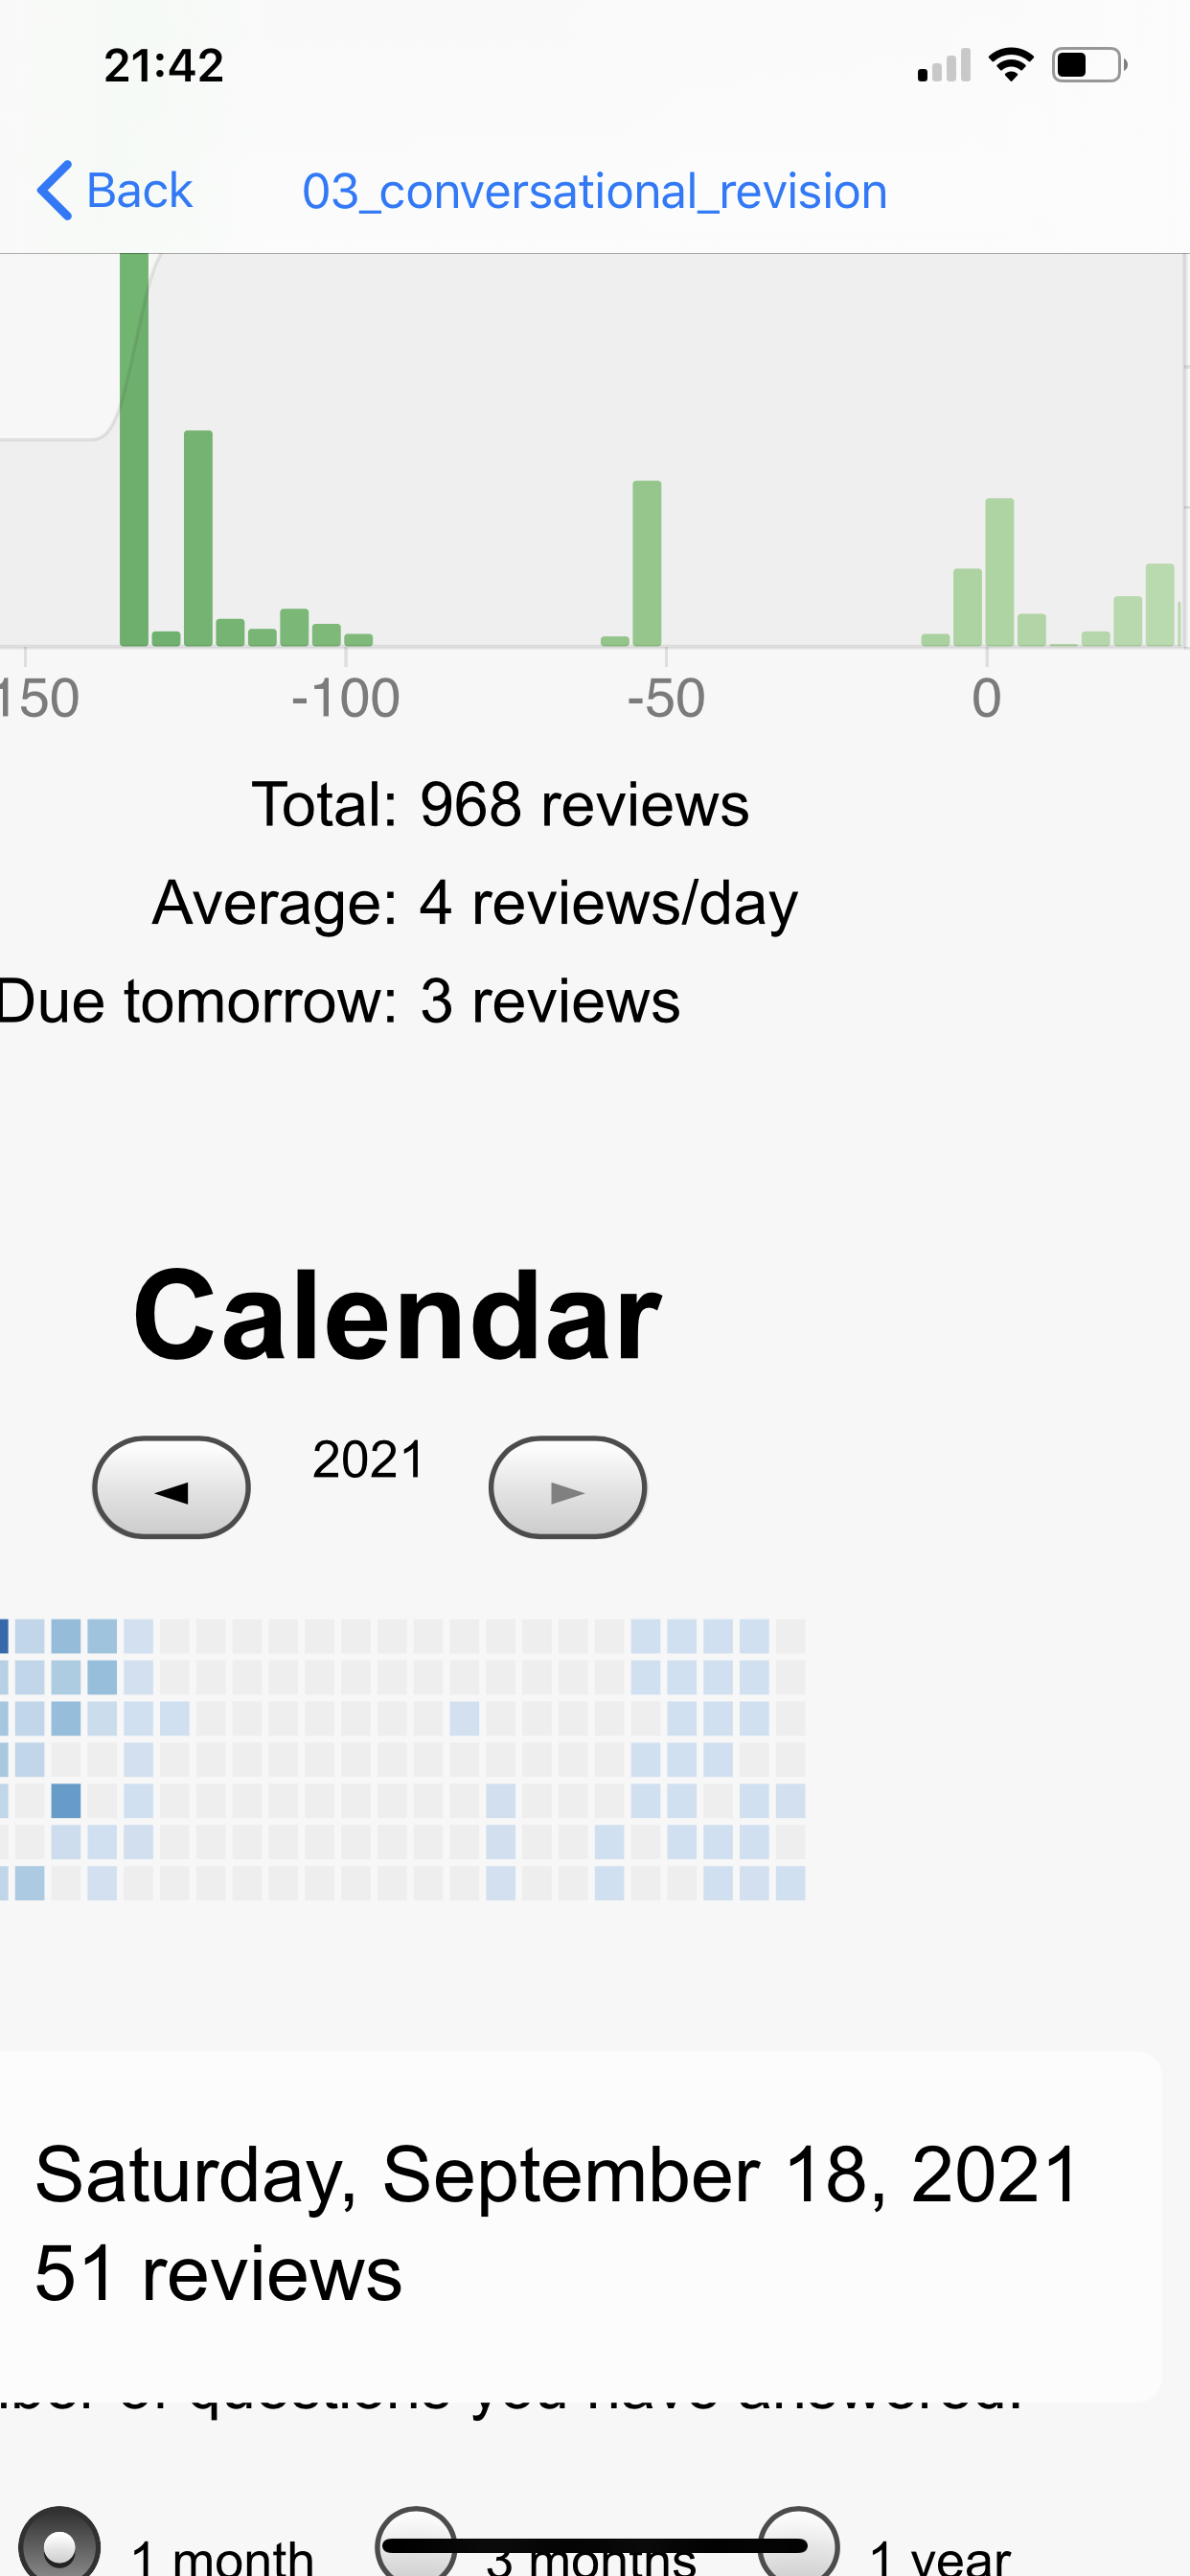 21:42
Back 03_conversational_revision
150 -100 -50 0
Total: 968 reviews
Average: 4 reviews/day
Due tomorrow: 3 reviews
Calendar
◄ 2021 ►
Saturday, September 18, 2021
51 reviews
of questions you have answered.
1 month 3 months 1 year